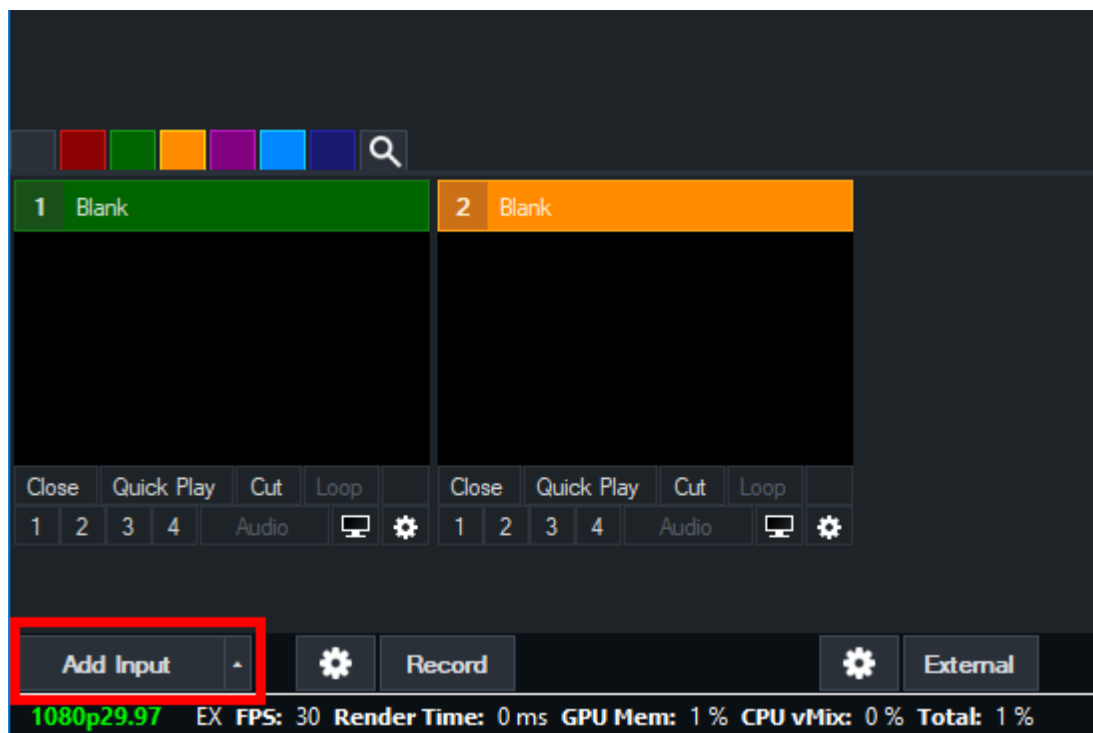 1 Blank 2 Blank
Close Quick Play Cut Loop Close Quick Play Cut Loop
1 2 3 4 Audio 1 2 3 4 Audio
Add Input Record External
1080p29.97 EX FPS: 30 Render Time: 0 ms GPU Mem: 1 % CPU vMix: 0 % Total: 1 %